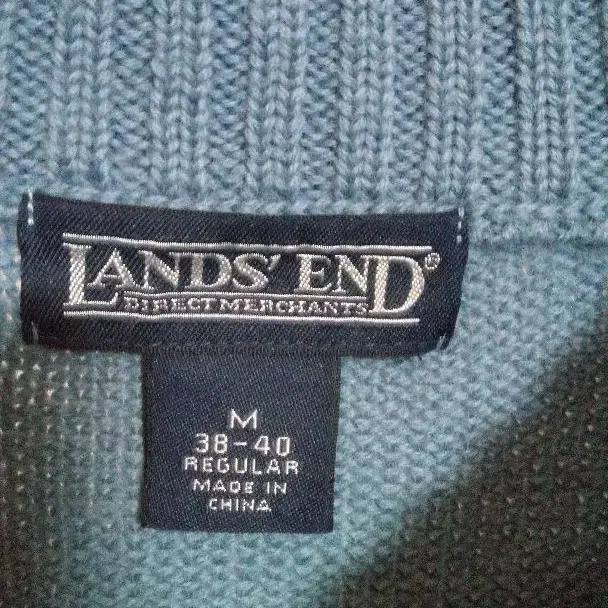 LANDS' END®
DIRECT MERCHANTS
M
38-40
REGULAR
MADE IN
CHINA